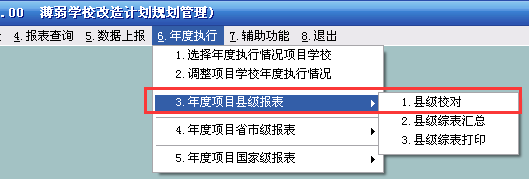 .00 薄弱学校改造计划规划管理)
4.报表查询 5.数据上报 6.年度执行 7.辅助功能 8.退出
1.选择年度执行情况项目学校
2.调整项目学校年度执行情况
3.年度项目县级报表
1.县级校对
2.县级综表汇总
3.县级综表打印
4.年度项目省市级报表
5.年度项目国家级报表